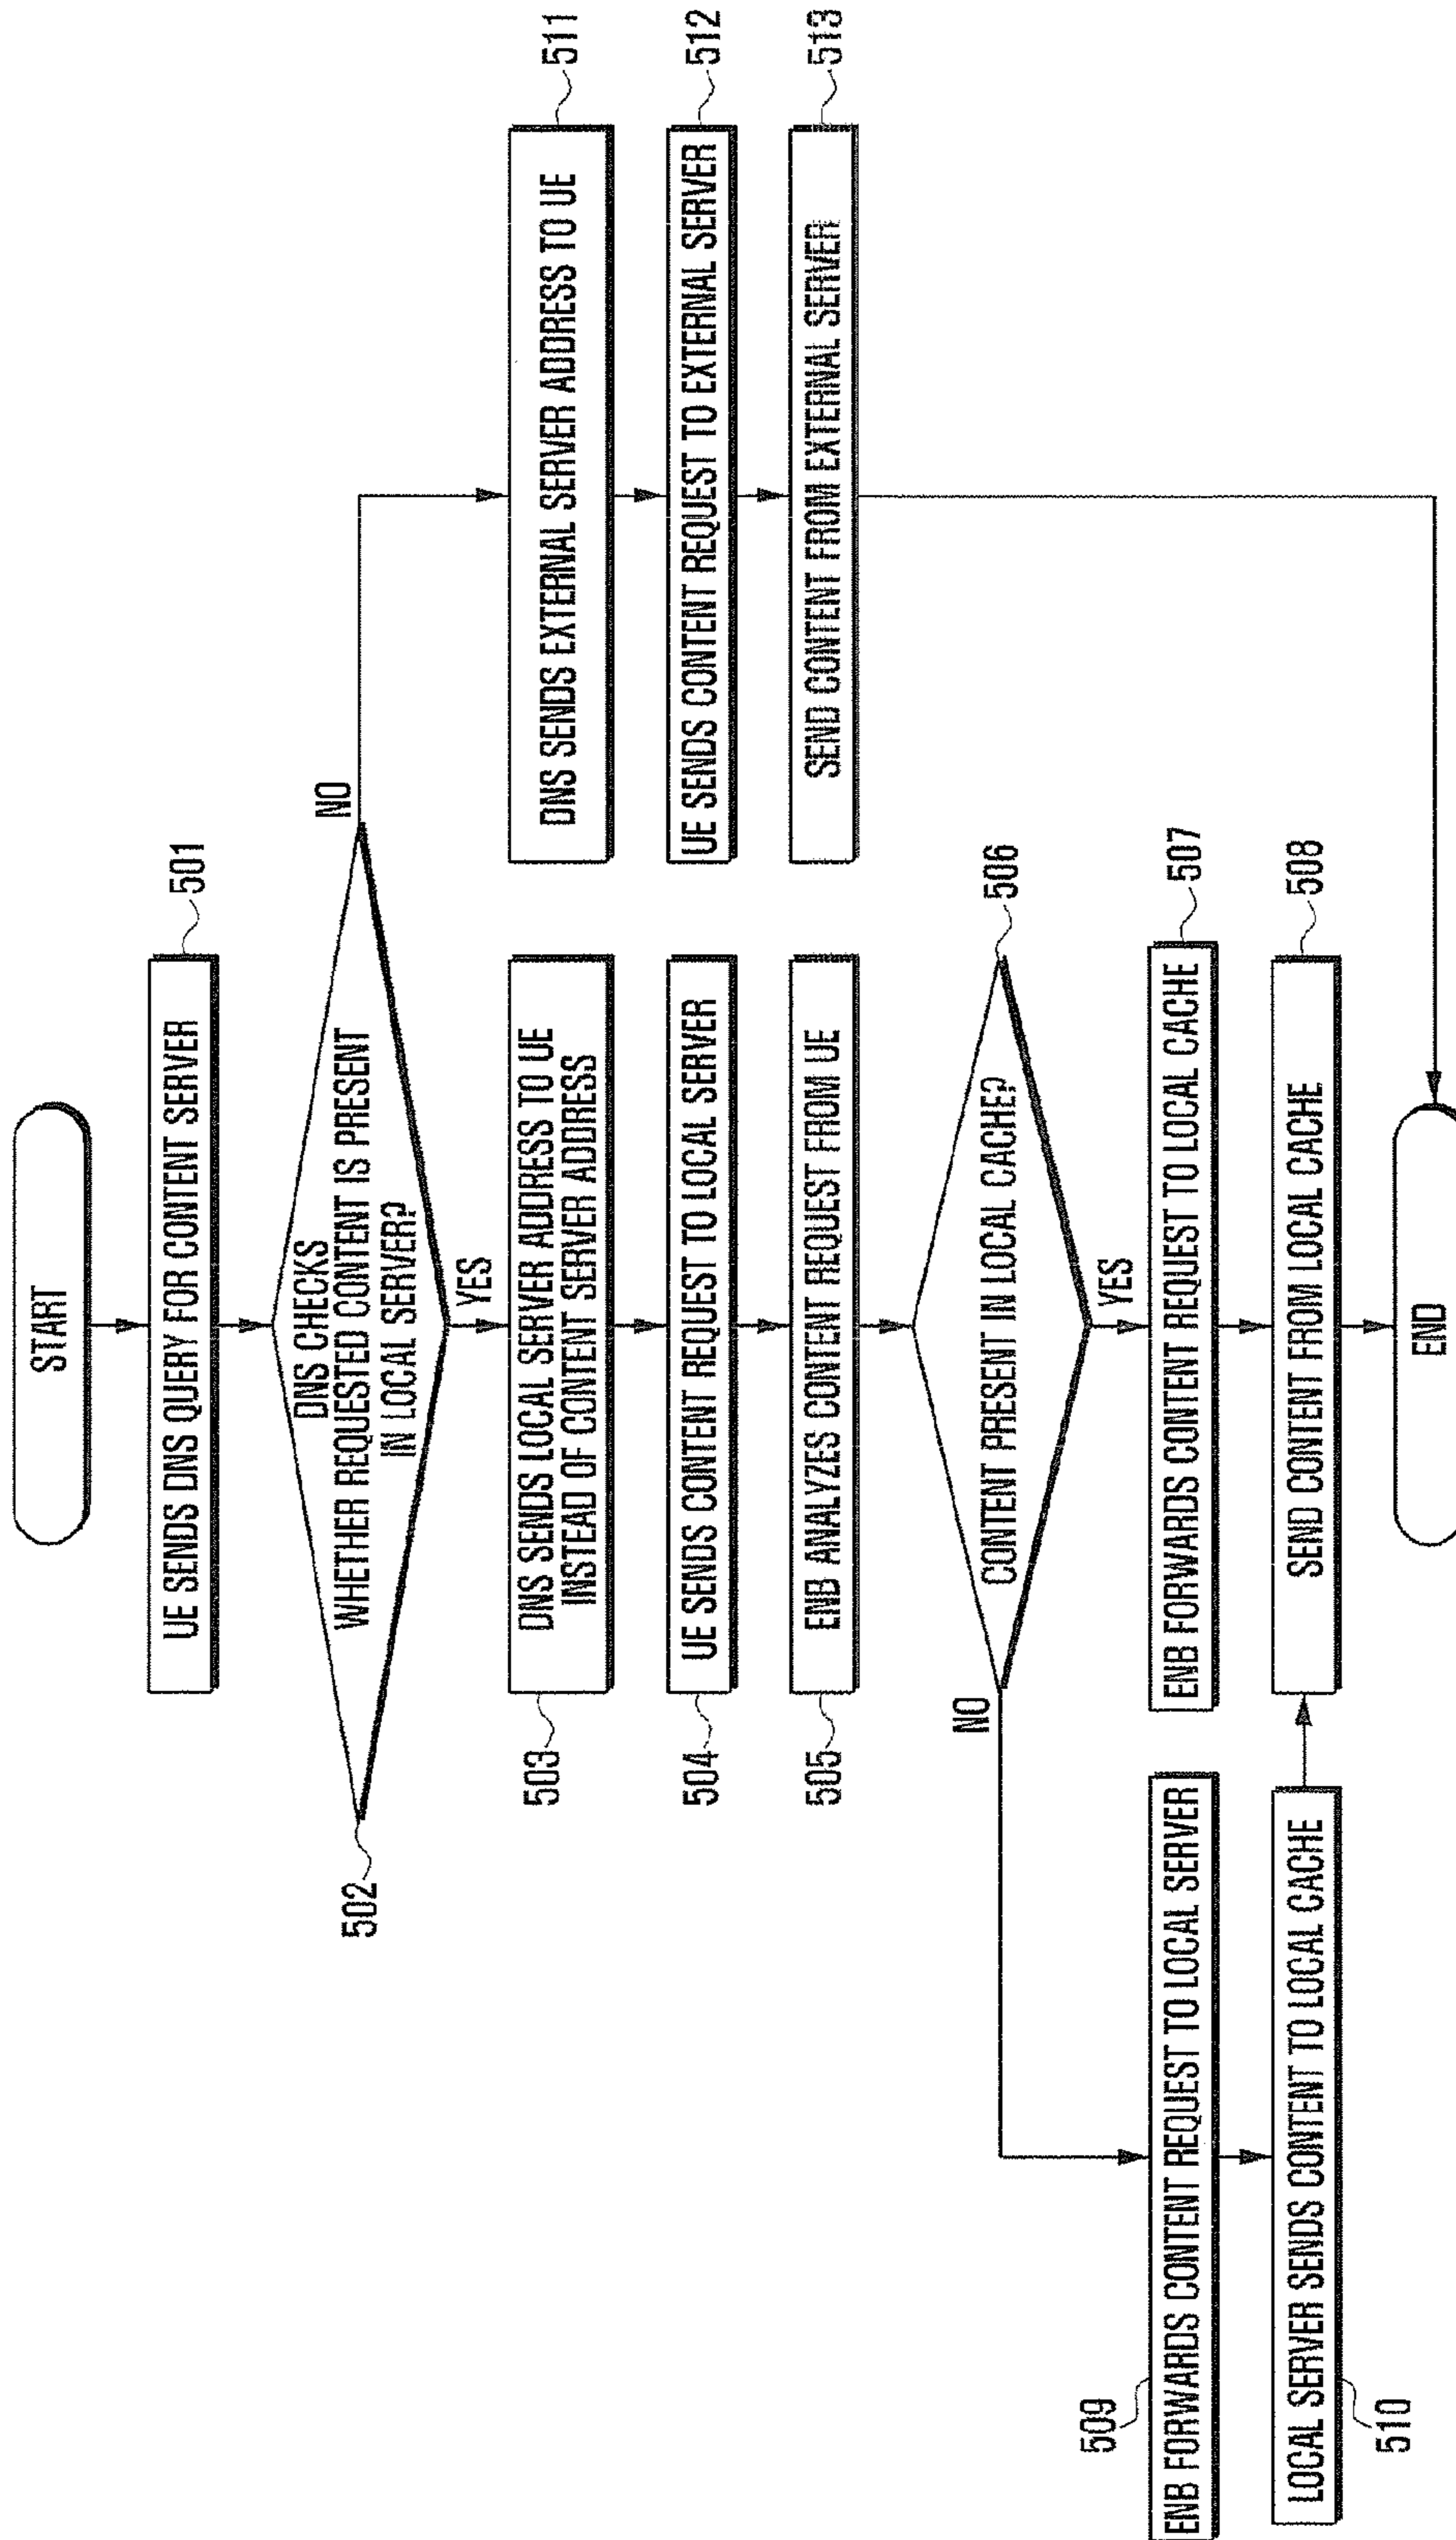 START
UE SENDS DNS QUERY FOR CONTENT SERVER
501
DNS CHECKS
WHETHER REQUESTED CONTENT IS PRESENT
IN LOCAL SERVER?
502
NO
YES
DNS SENDS LOCAL SERVER ADDRESS TO UE
INSTEAD OF CONTENT SERVER ADDRESS
503
DNS SENDS EXTERNAL SERVER ADDRESS TO UE
511
UE SENDS CONTENT REQUEST TO LOCAL SERVER
504
UE SENDS CONTENT REQUEST TO EXTERNAL SERVER
512
ENB ANALYZES CONTENT REQUEST FROM UE
505
SEND CONTENT FROM EXTERNAL SERVER
513
CONTENT PRESENT IN LOCAL CACHE?
506
NO
YES
509
ENB FORWARDS CONTENT REQUEST TO LOCAL SERVER
ENB FORWARDS CONTENT REQUEST TO LOCAL CACHE
507
LOCAL SERVER SENDS CONTENT TO LOCAL CACHE
510
SEND CONTENT FROM LOCAL CACHE
508
END